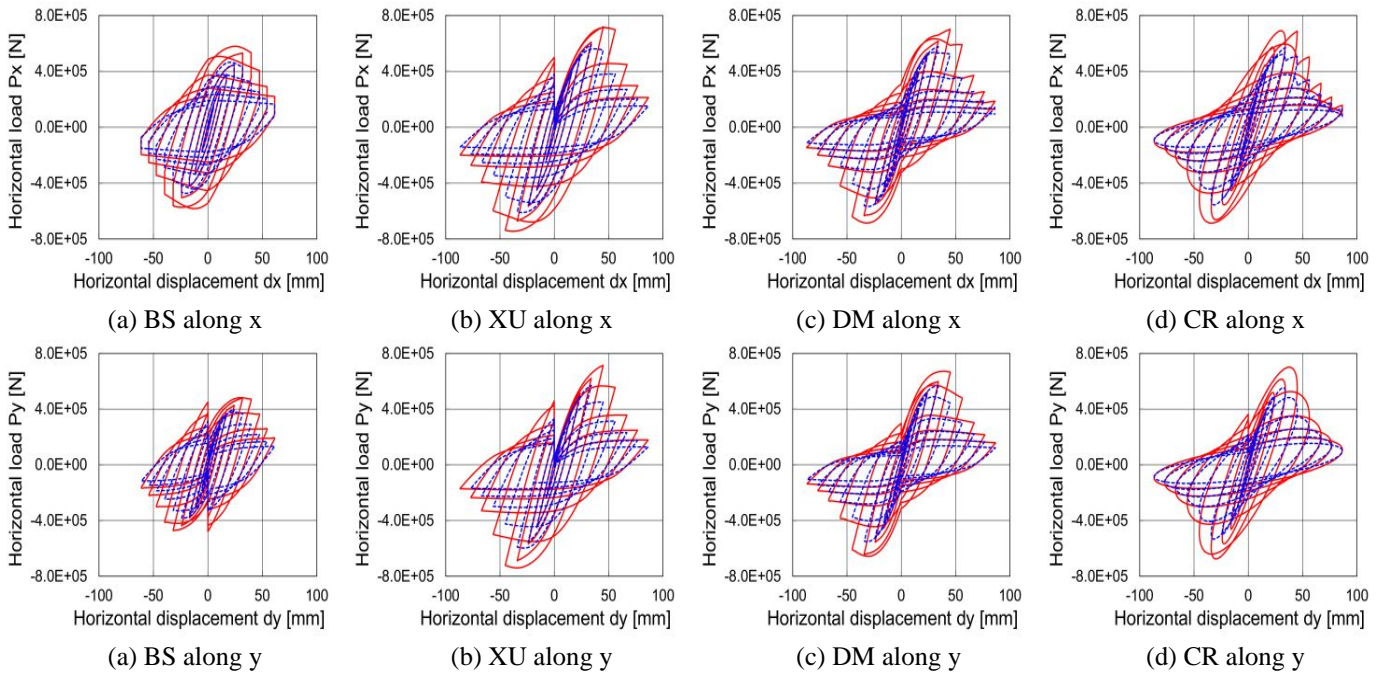 8.0E+05
4.0E+05
0.0E+00
-4.0E+05
-8.0E+05
Horizontal load Px [N]
-100 -50 0 50 100
Horizontal displacement dx [mm]
(a) BS along x
8.0E+05
4.0E+05
0.0E+00
-4.0E+05
-8.0E+05
Horizontal load Px [N]
-100 -50 0 50 100
Horizontal displacement dx [mm]
(b) XU along x
8.0E+05
4.0E+05
0.0E+00
-4.0E+05
-8.0E+05
Horizontal load Px [N]
-100 -50 0 50 100
Horizontal displacement dx [mm]
(c) DM along x
8.0E+05
4.0E+05
0.0E+00
-4.0E+05
-8.0E+05
Horizontal load Px [N]
-100 -50 0 50 100
Horizontal displacement dx [mm]
(d) CR along x
8.0E+05
4.0E+05
0.0E+00
-4.0E+05
-8.0E+05
Horizontal load Py [N]
-100 -50 0 50 100
Horizontal displacement dy [mm]
(a) BS along y
8.0E+05
4.0E+05
0.0E+00
-4.0E+05
-8.0E+05
Horizontal load Py [N]
-100 -50 0 50 100
Horizontal displacement dy [mm]
(b) XU along y
8.0E+05
4.0E+05
0.0E+00
-4.0E+05
-8.0E+05
Horizontal load Py [N]
-100 -50 0 50 100
Horizontal displacement dy [mm]
(c) DM along y
8.0E+05
4.0E+05
0.0E+00
-4.0E+05
-8.0E+05
Horizontal load Py [N]
-100 -50 0 50 100
Horizontal displacement dy [mm]
(d) CR along y